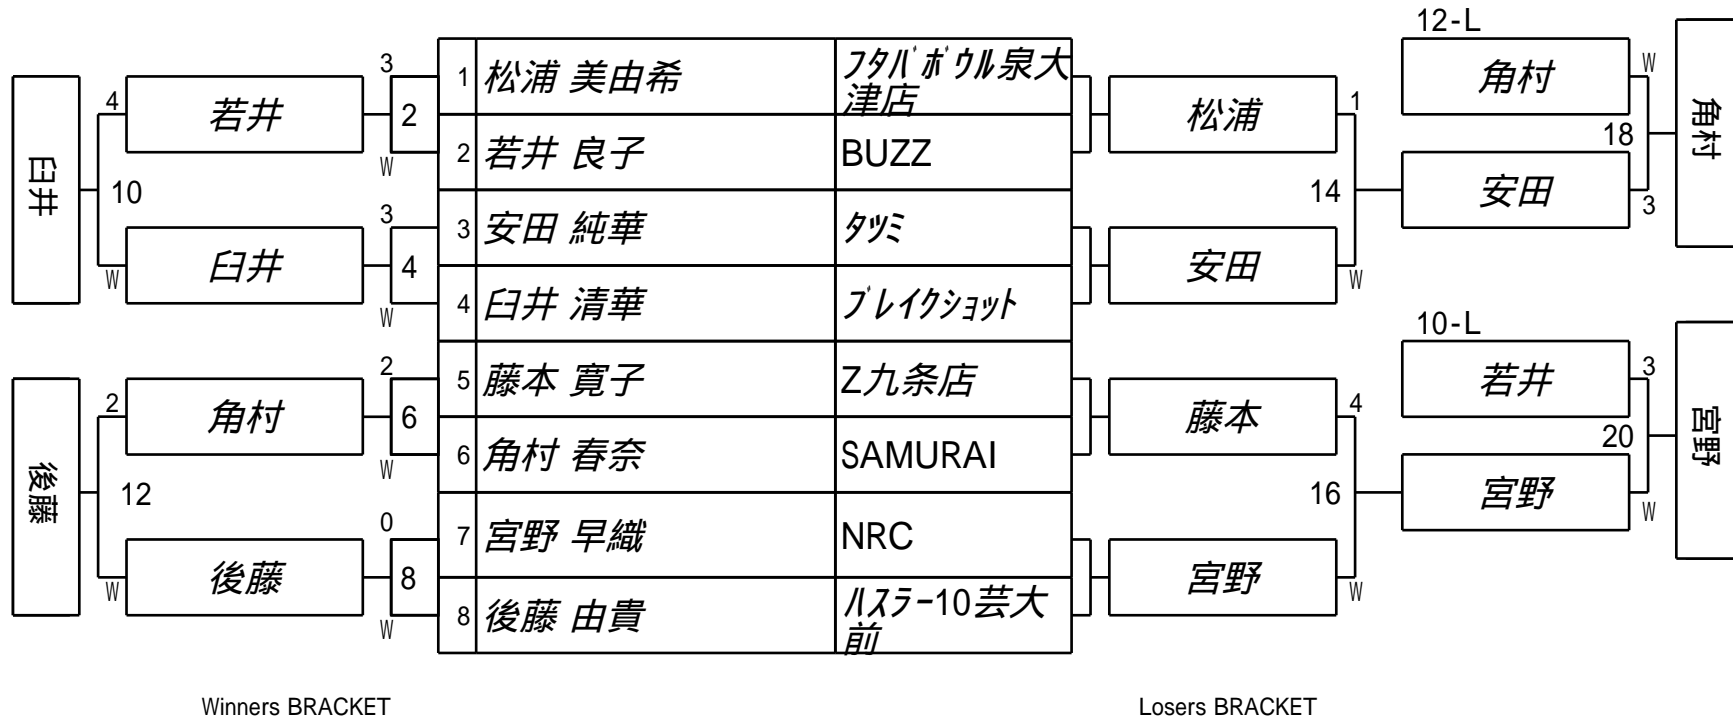 12-L
3
1 松浦 美由希 フタバボウル泉大
津店
角村 W
4 若井 2 松浦 1
角村
18
W
2 若井 良子 BUZZ
臼井
10
14
安田 3
3
3 安田 純華 タツミ
W 臼井 4 安田 W
W
4 臼井 清華 ブレイクショット
10-L
2
5 藤本 寛子 Z九条店
若井 3
2 角村 6 藤本 4
宮野
20
W
6 角村 春奈 SAMURAI
後藤
12
16
宮野 W
0
7 宮野 早織 NRC
W 後藤 8 宮野 W
W
8 後藤 由貴 ハスラー10芸大
前
Winners BRACKET
Losers BRACKET